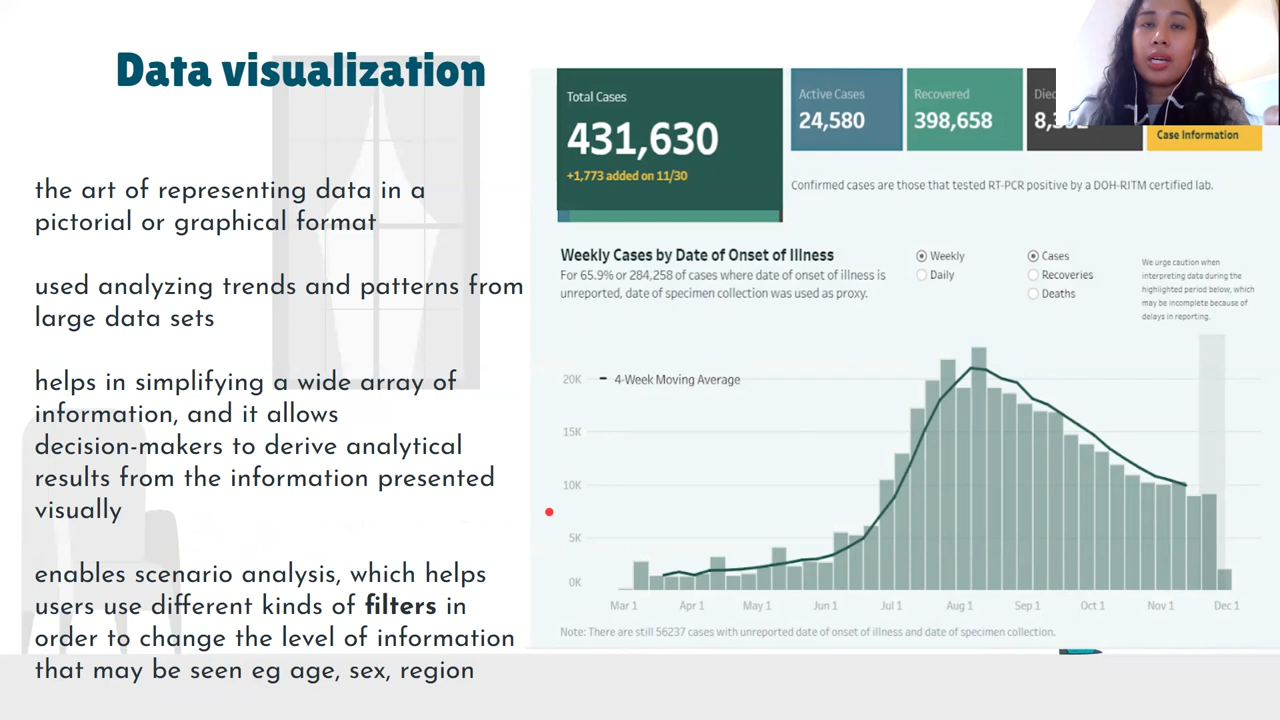 Data visualization
the art of representing data in a
pictorial or graphical format
used analyzing trends and patterns from
large data sets
helps in simplifying a wide array of
information, and it allows
decision-makers to derive analytical
results from the information presented
visually
enables scenario analysis, which helps
users use different kinds of filters in
order to change the level of information
that may be seen eg age, sex, region
Total Cases
431,630
+1,773 added on 11/30
Active Cases
24,580
Recovered
398,658
Case Information
Confirmed cases are those that tested RT-PCR positive by a DOH-RITM certified lab.
Weekly Cases by Date of Onset of Illness
For 65.9% or 284,258 of cases where date of onset of illness is
unreported, date of specimen collection was used as proxy.
Weekly
Daily
Cases
Recoveries
Deaths
We urge caution when
interpreting data during the
highlighted period below, which
may be incomplete because of
delays in reporting.
4-Week Moving Average
20K
15K
10K
5K
0K
Mar 1 Apr 1 May 1 Jun 1 Jul 1 Aug 1 Sep 1 Oct 1 Nov 1 Dec 1
Note: There are still 56237 cases with unreported date of onset of illness and date of specimen collection.